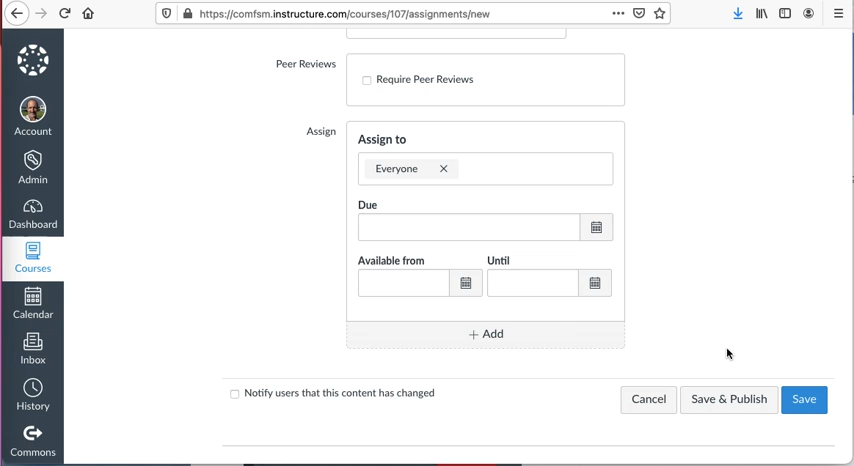 https://comfsm.instructure.com/courses/107/assignments/new
Account
Admin
Dashboard
Courses
Calendar
Inbox
History
Commons
Peer Reviews
Require Peer Reviews
Assign
Assign to
Everyone
Due
Available from Until
+ Add
Notify users that this content has changed
Cancel Save & Publish Save